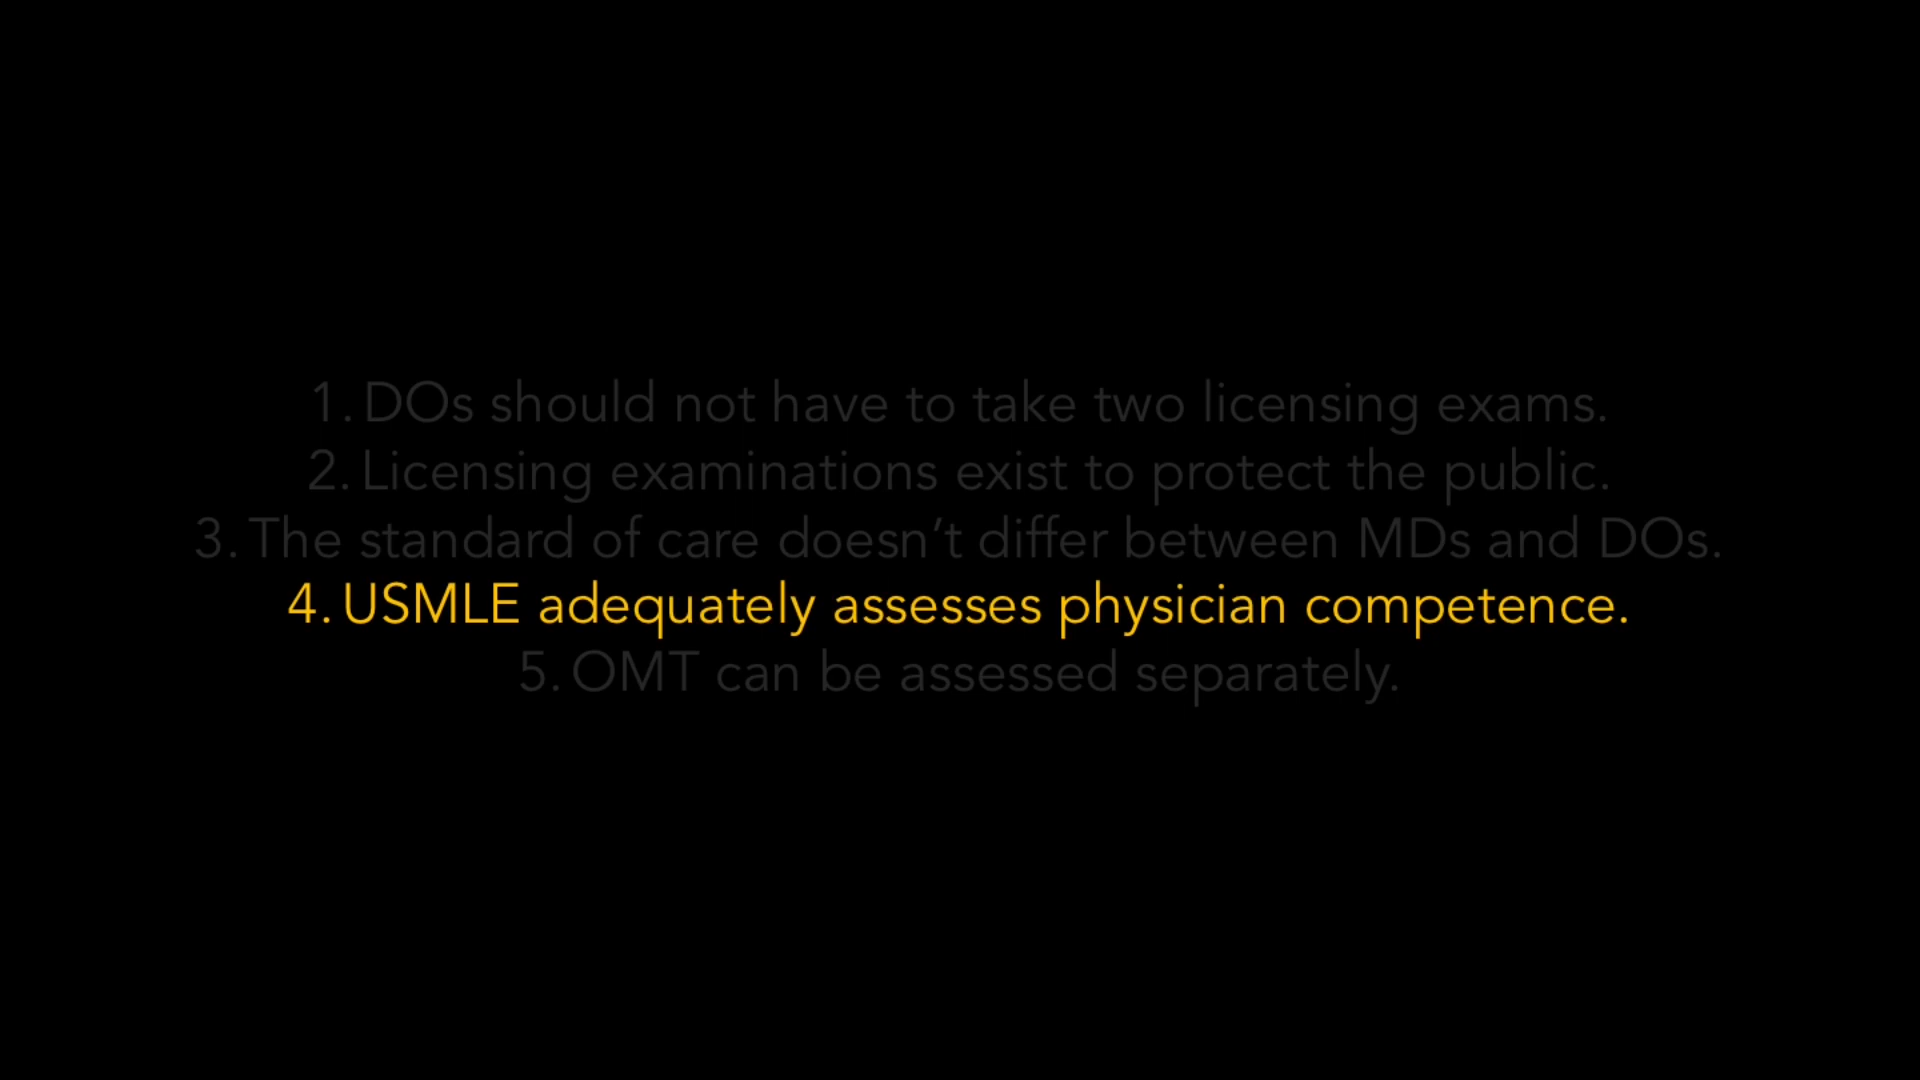 1. DOs should not have to take two licensing exams.
2. Licensing examinations exist to protect the public.
3. The standard of care doesn’t differ between MDs and DOs.
4. USMLE adequately assesses physician competence.
5. OMT can be assessed separately.